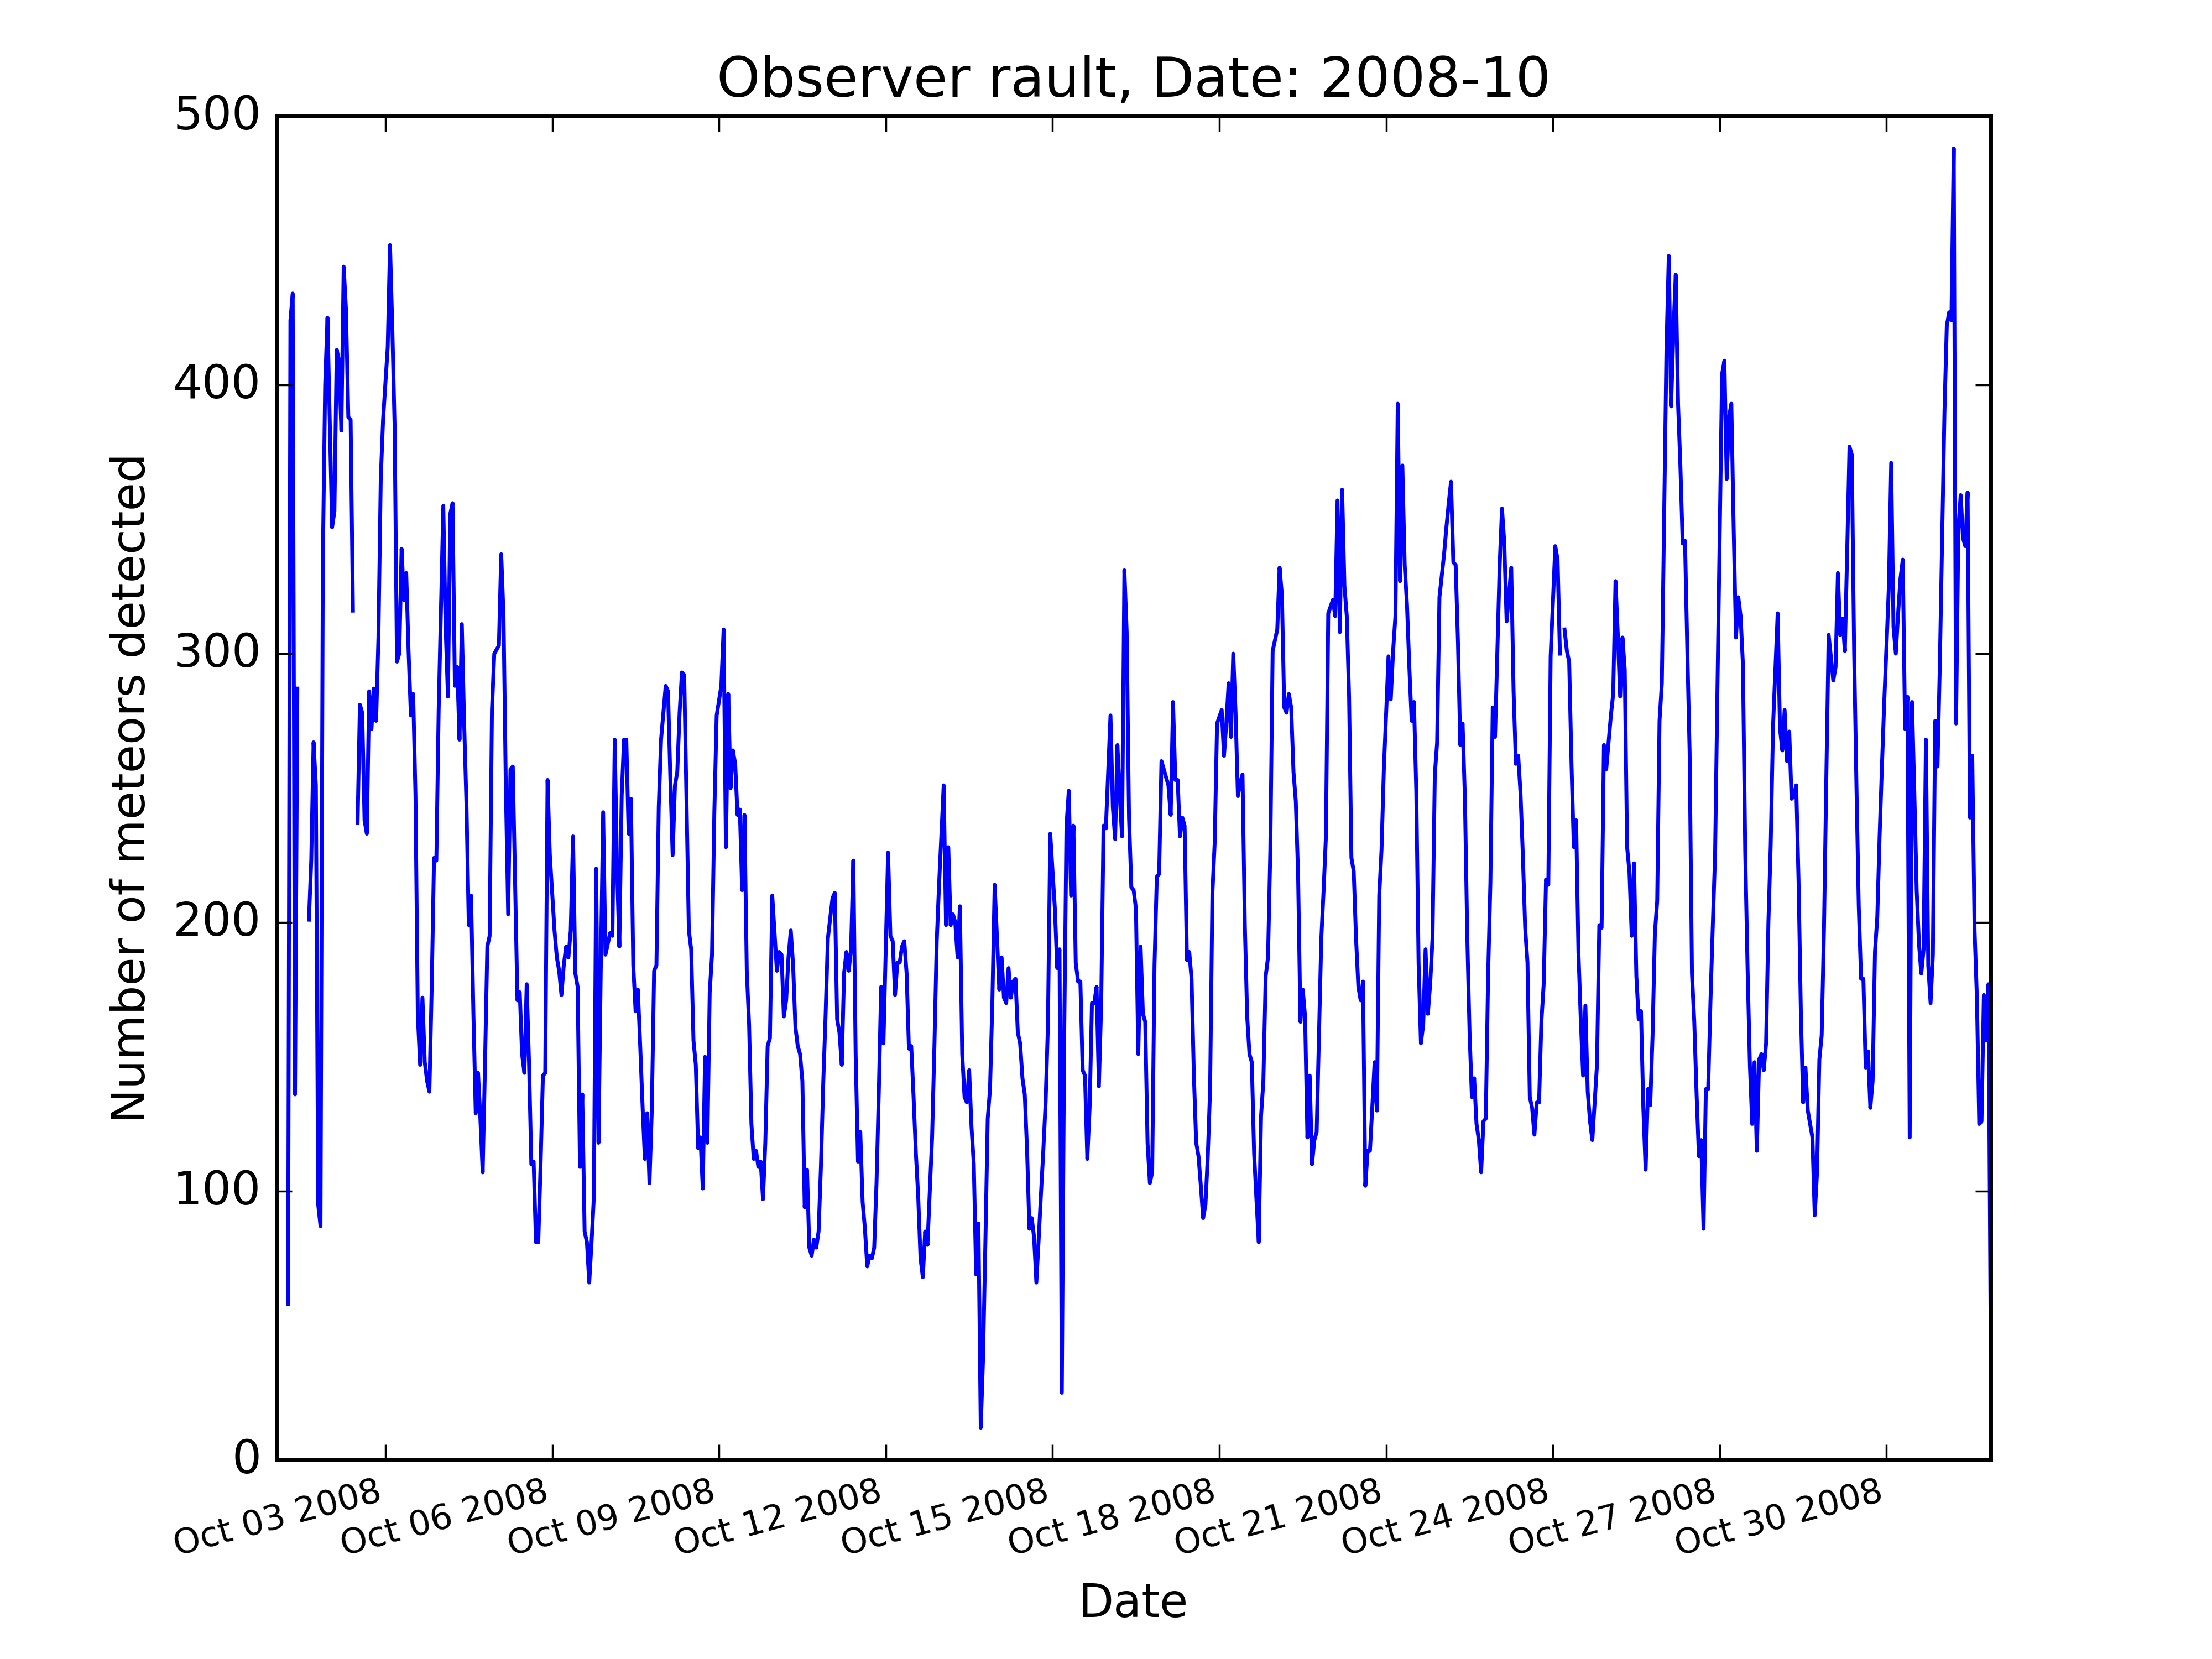 Observer rault, Date: 2008-10
500
400
300
200
100
0
Number of meteors detected
Oct 03 2008
Oct 06 2008
Oct 09 2008
Oct 12 2008
Oct 15 2008
Oct 18 2008
Oct 21 2008
Oct 24 2008
Oct 27 2008
Oct 30 2008
Date